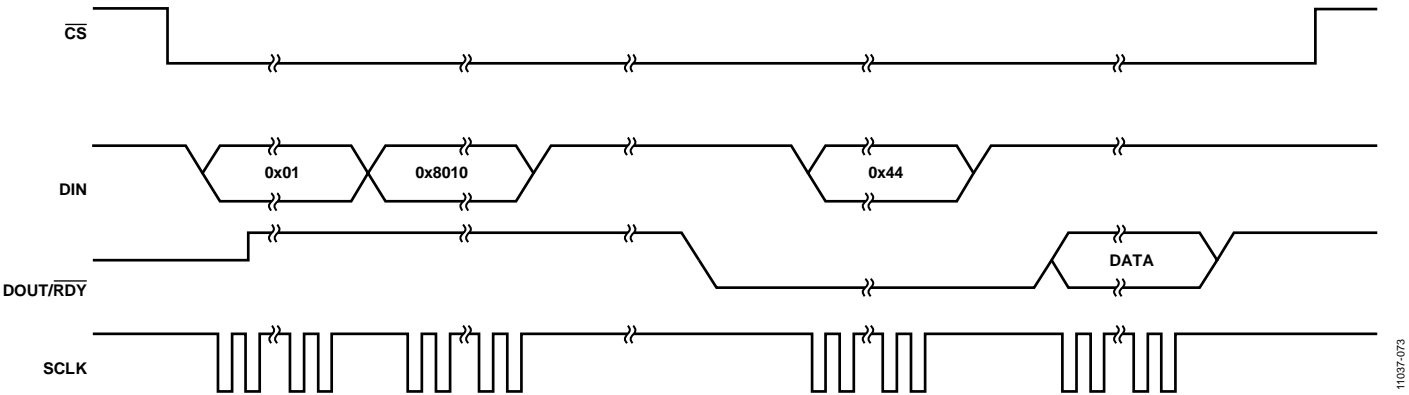 CS
DIN
0x01
0x8010
0x44
DOUT/RDY
DATA
SCLK
11037-073